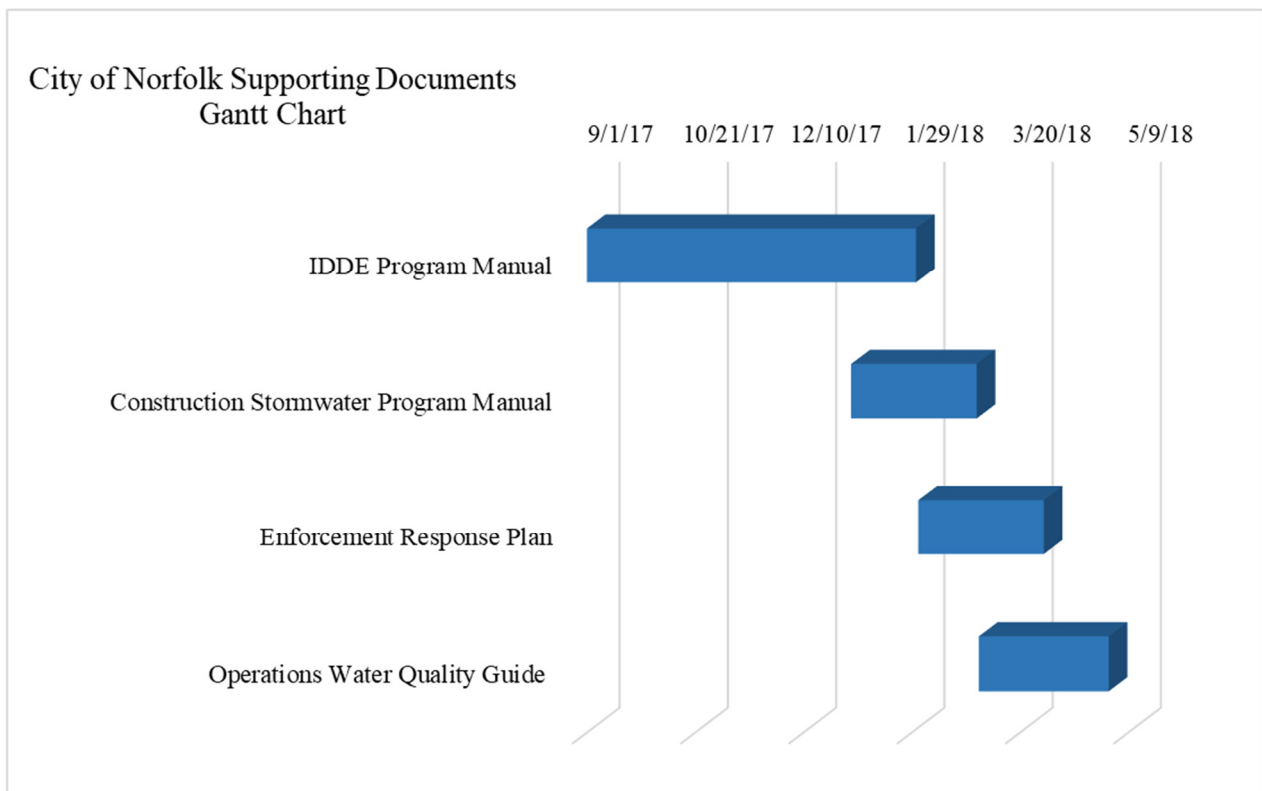 City of Norfolk Supporting Documents
Gantt Chart
9/1/17 10/21/17 12/10/17 1/29/18 3/20/18 5/9/18
IDDE Program Manual
Construction Stormwater Program Manual
Enforcement Response Plan
Operations Water Quality Guide